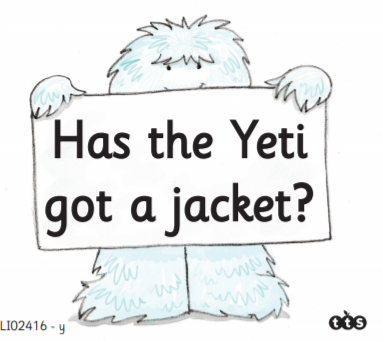 Has the Yeti
got a jacket?
LI02416 - y
tts